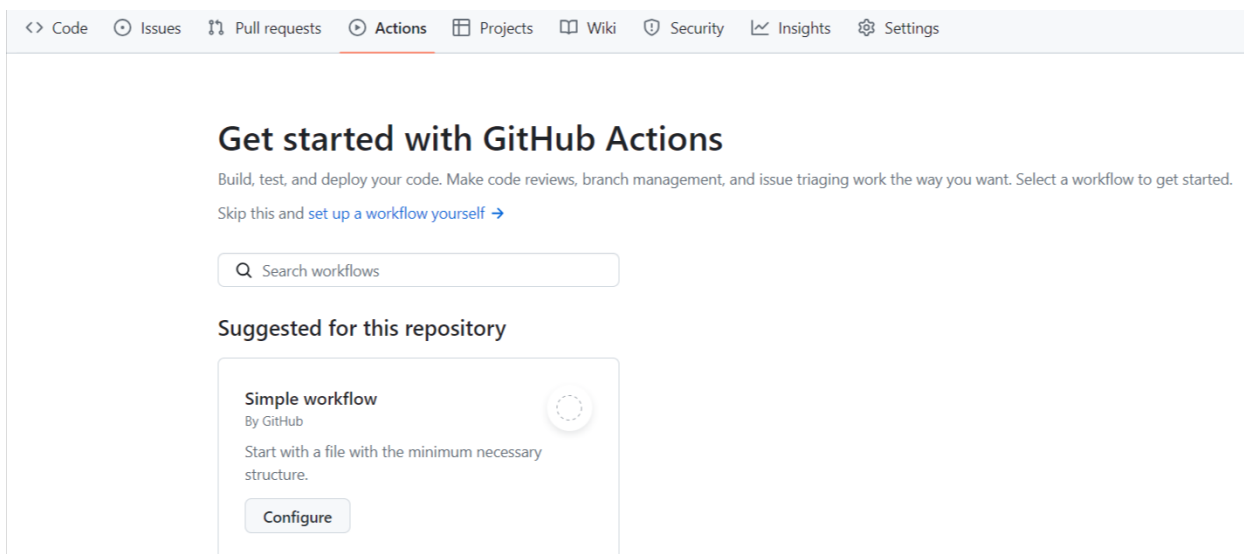 Code Issues Pull requests Actions Projects Wiki Security Insights Settings
Get started with GitHub Actions
Build, test, and deploy your code. Make code reviews, branch management, and issue triaging work the way you want. Select a workflow to get started.
Skip this and set up a workflow yourself →
Search workflows
Suggested for this repository
Simple workflow
By GitHub
Start with a file with the minimum necessary
structure.
Configure